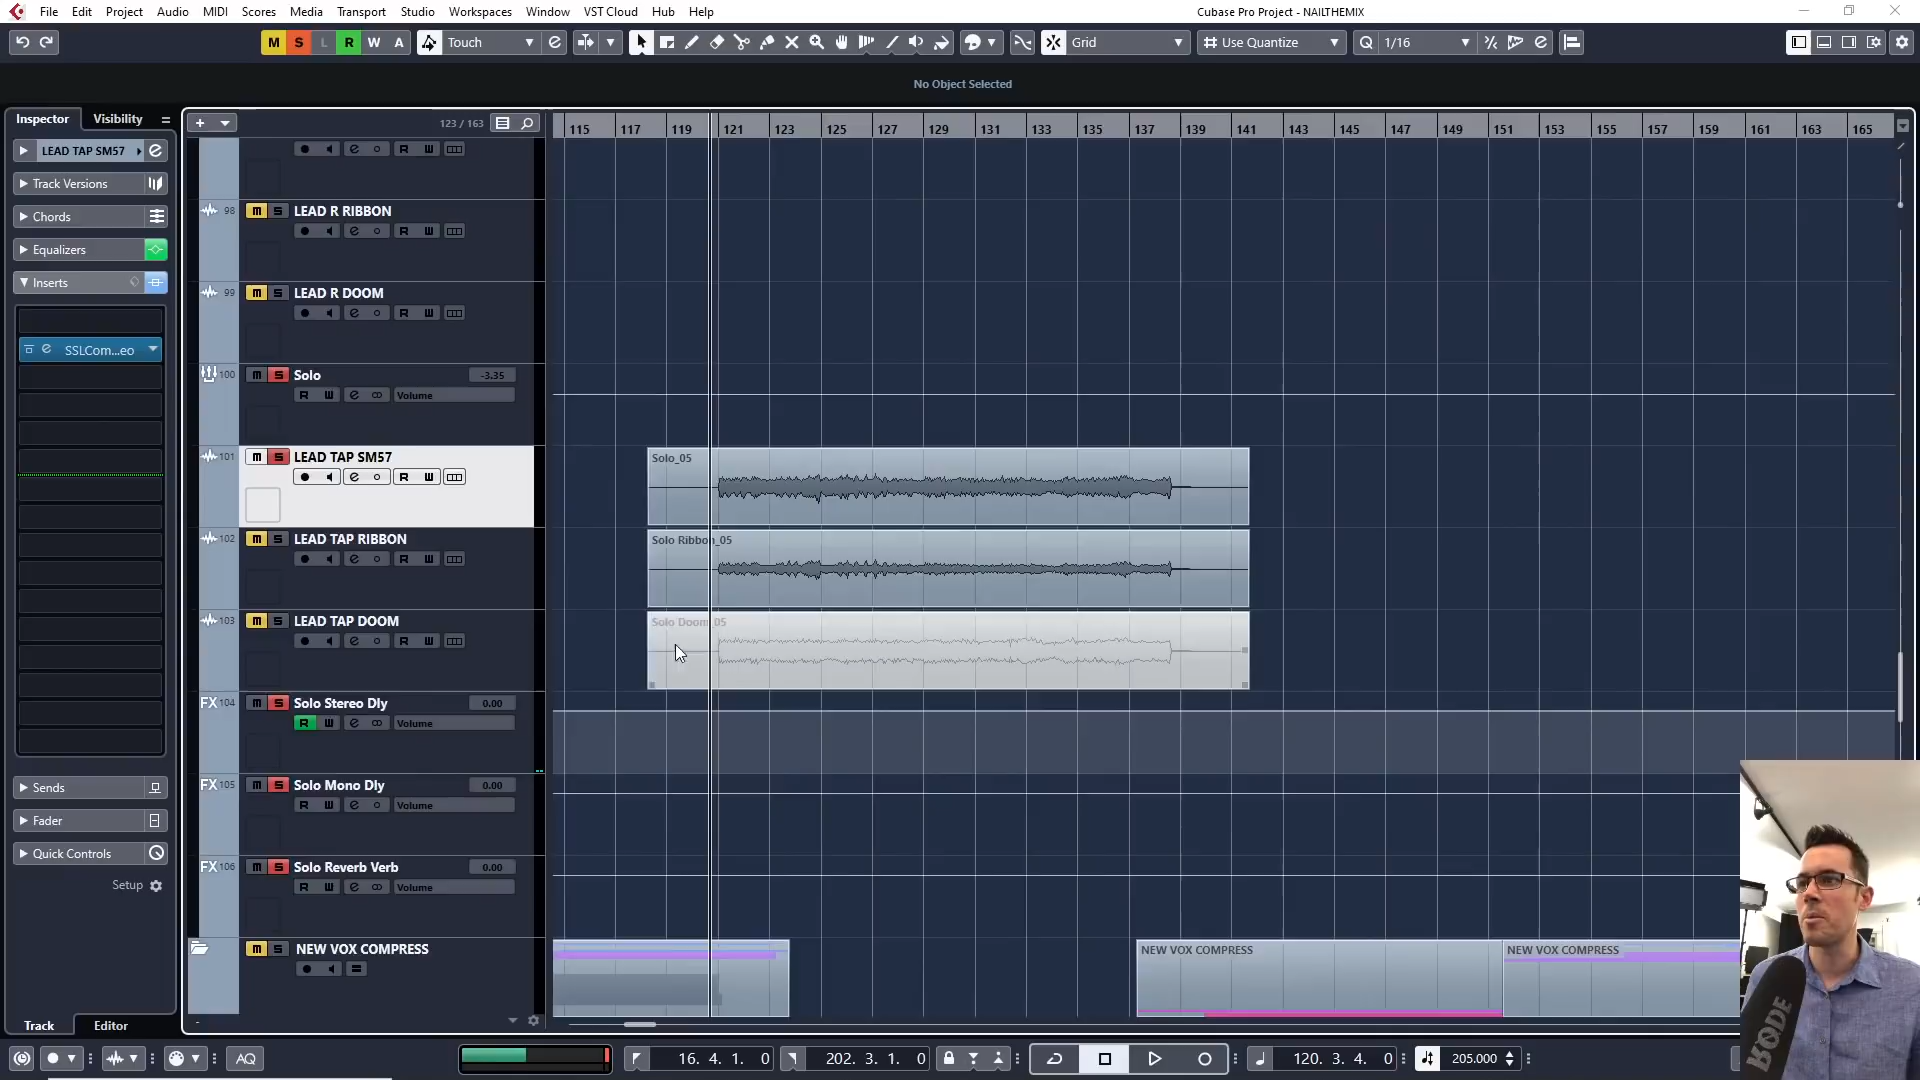 File Edit Project Audio MIDI Scores Media Transport Studio Workspaces Window VST Cloud Hub Help Cubase Pro Project - NAILTHEMIX
M S L R W A Touch Grid Use Quantize Q 1/16
No Object Selected
Inspector Visibility
LEAD TAP SM57
Track Versions
Chords
Equalizers
Inserts
SSLCom...eo
Sends
Fader
Quick Controls
Setup
Track Editor
123 / 163
115 117 119 121 123 125 127 129 131 133 135 137 139 141 143 145 147 149 151 153 155 157 159 161 163 165
R W
98 m S LEAD R RIBBON
R W
99 m S LEAD R DOOM
R W
100 m S Solo -3.35
R W Volume
101 m S LEAD TAP SM57
R W
Solo_05
102 m S LEAD TAP RIBBON
R W
Solo Ribbon_05
103 m S LEAD TAP DOOM
R W
Solo Doom_05
FX 104 m S Solo Stereo Dly 0.00
R W Volume
FX 105 m S Solo Mono Dly 0.00
R W Volume
FX 106 m S Solo Reverb Verb 0.00
R W Volume
m S NEW VOX COMPRESS
NEW VOX COMPRESS NEW VOX COMPRESS
RODE
AQ 16. 4. 1. 0 202. 3. 1. 0 120. 3. 4. 0 205.000